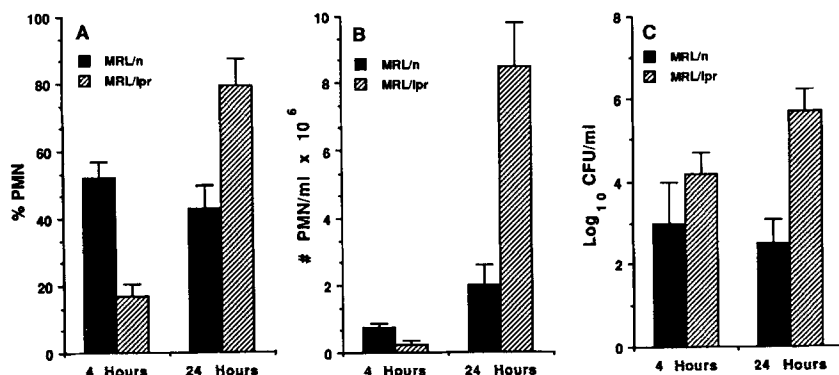 A
MRL/n
MRL/lpr
% PMN
100
80
60
40
20
0
4 Hours 24 Hours
B
MRL/n
MRL/lpr
# PMN/ml x 10 6
10
8
6
4
2
0
4 Hours 24 Hours
C
MRL/n
MRL/lpr
Log 10 CFU/ml
8
6
4
2
0
4 Hours 24 Hours